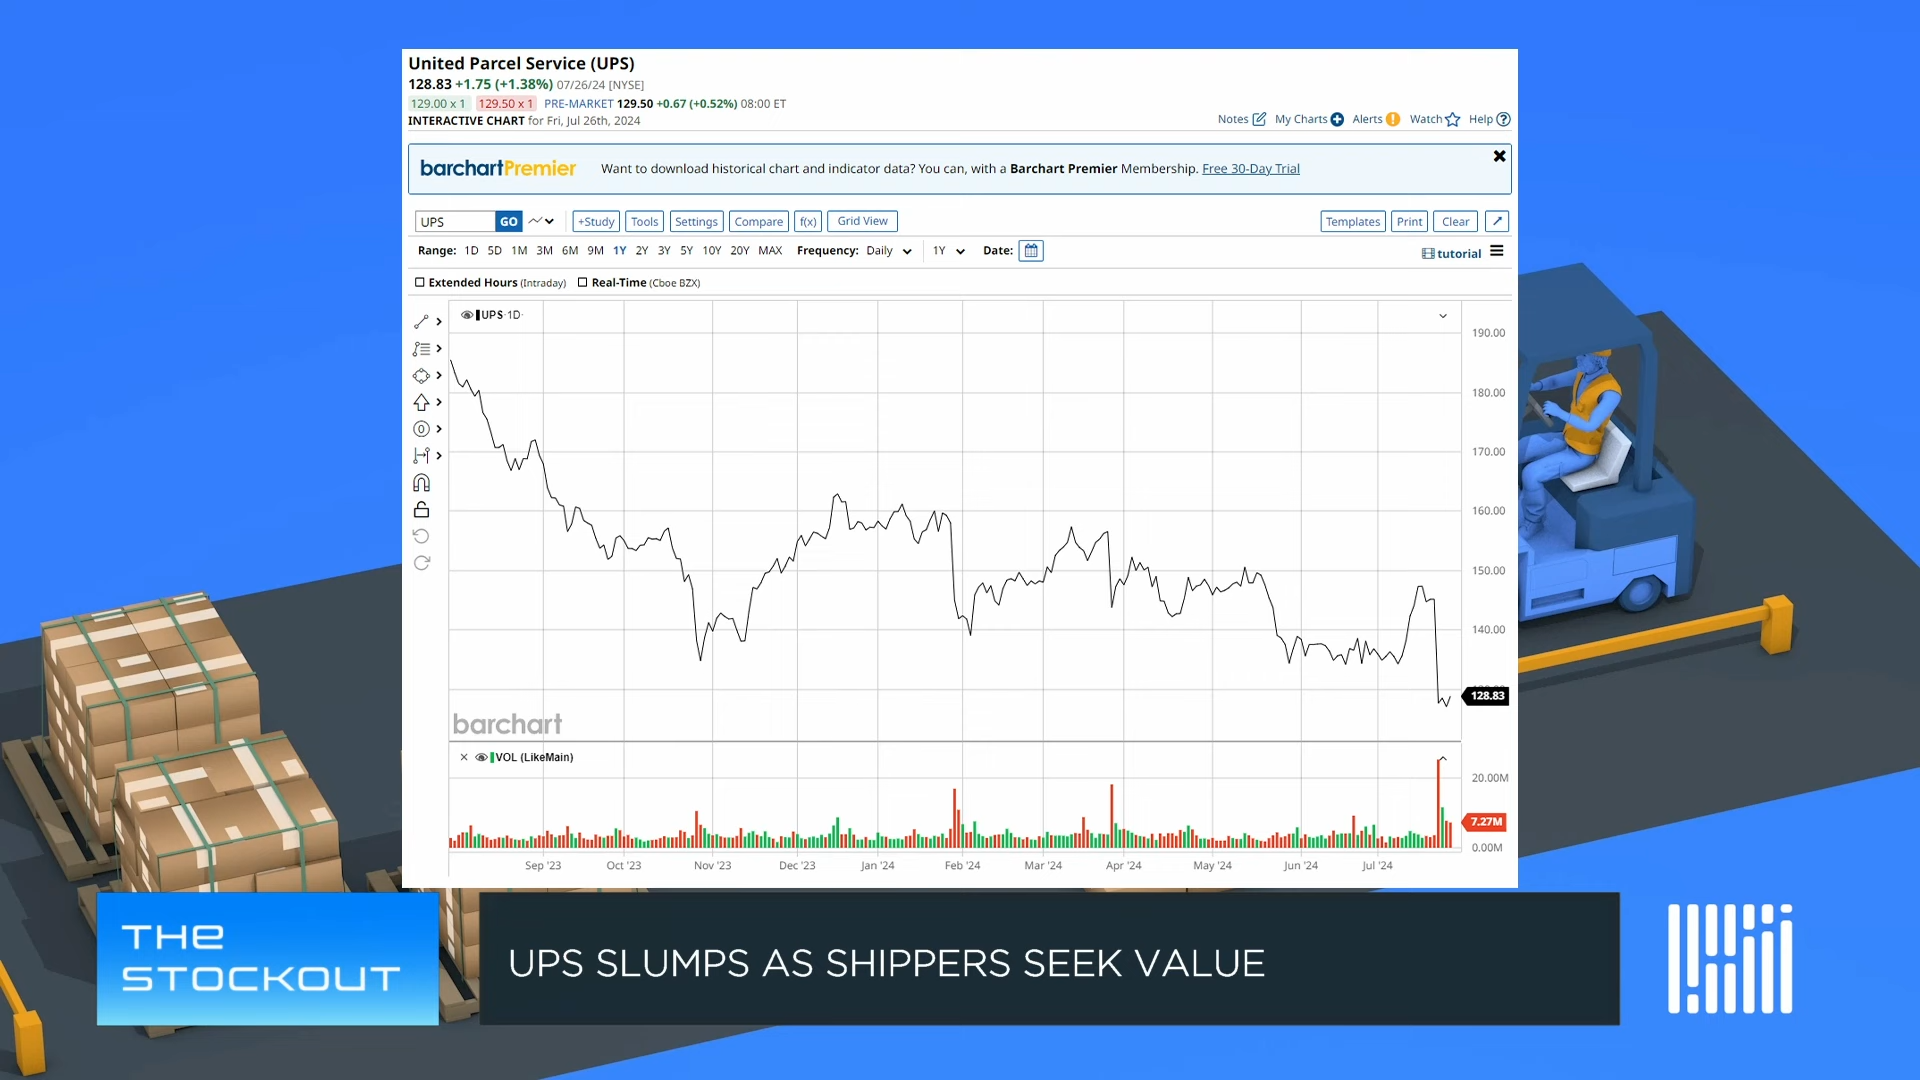 United Parcel Service (UPS)
128.83 +1.75 (+1.38%) 07/26/24 [NYSE]
129.00 x 1 129.50 x 1 PRE-MARKET 129.50 +0.67 (+0.52%) 08:00 ET
INTERACTIVE CHART for Fri, Jul 26th, 2024
Notes My Charts Alerts Watch Help
barchartPremier Want to download historical chart and indicator data? You can, with a Barchart Premier Membership. Free 30-Day Trial
UPS GO +Study Tools Settings Compare f(x) Grid View Templates Print Clear
Range: 1D 5D 1M 3M 6M 9M 1Y 2Y 3Y 5Y 10Y 20Y MAX Frequency: Daily 1Y Date: tutorial
Extended Hours (Intraday) Real-Time (Cboe BZX)
UPS·1D·
190.00
180.00
170.00
160.00
150.00
140.00
128.83
barchart
VOL (LikeMain)
20.00M
7.27M
0.00M
Sep '23 Oct '23 Nov '23 Dec '23 Jan '24 Feb '24 Mar '24 Apr '24 May '24 Jun '24 Jul '24
THE
STOCKOUT
UPS SLUMPS AS SHIPPERS SEEK VALUE